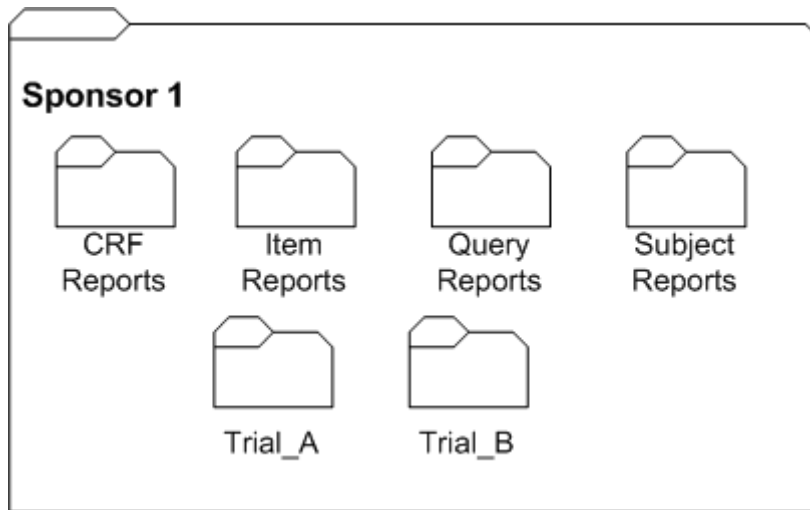 Sponsor 1
CRF
Reports
Item
Reports
Query
Reports
Subject
Reports
Trial_A
Trial_B